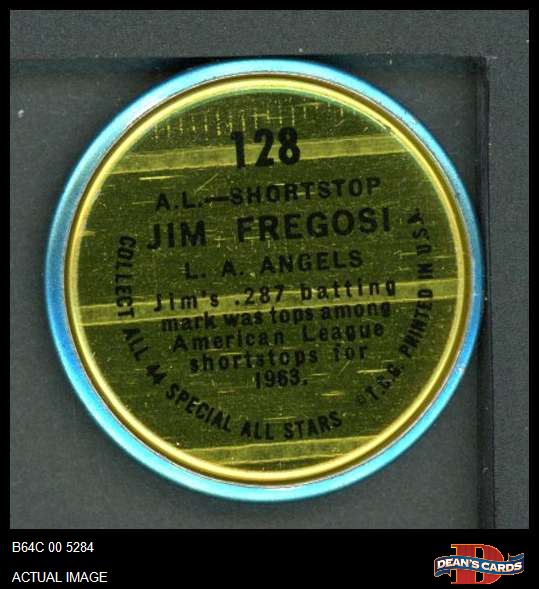 128
A.L.—SHORTSTOP
JIM FREGOSI
L. A. ANGELS
Jim's .287 batting
mark was tops among
American League
shortstops for
1963.
COLLECT ALL 44 SPECIAL ALL STARS
©T.C.G. PRINTED IN U.S.A.
B64C 00 5284
ACTUAL IMAGE
B
DEAN'S CARDS